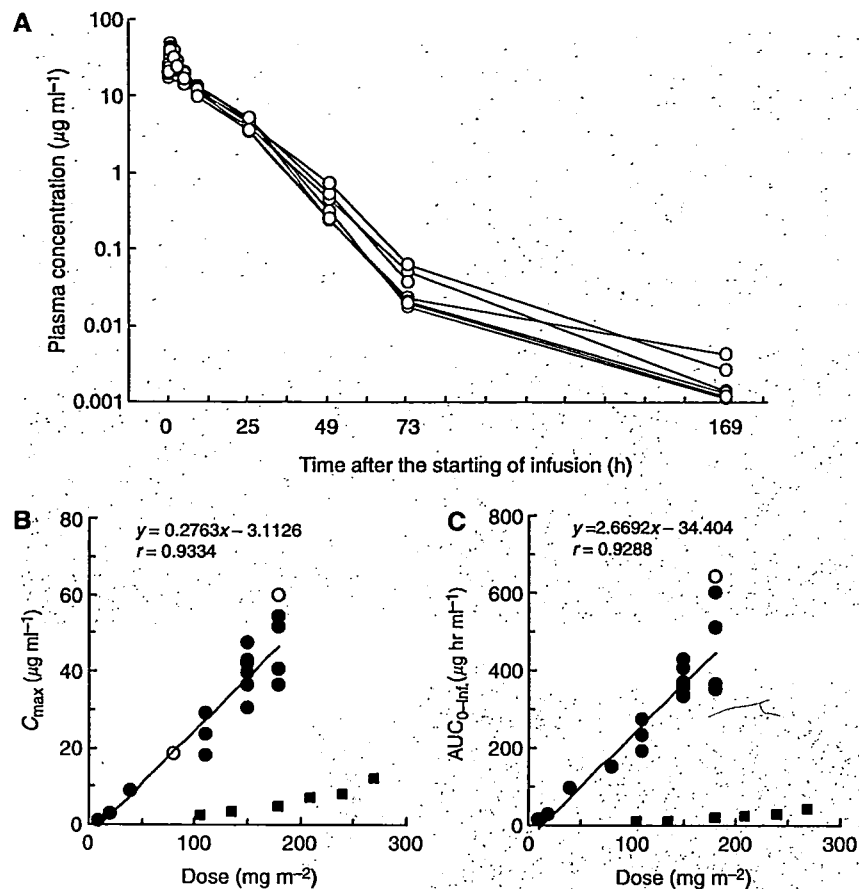 A
Plasma concentration (μg ml⁻¹)
100
10
1
0.1
0.01
0.001
0
25
49
73
169
Time after the starting of infusion (h)
B
y = 0.2763x − 3.1126
r = 0.9334
Cmax (μg ml⁻¹)
80
60
40
20
0
0
100
200
300
Dose (mg m⁻²)
C
y=2.6692x − 34.404
r = 0.9288
AUC0–Inf. (μg hr ml⁻¹)
800
600
400
200
0
0
100
200
300
Dose (mg m⁻²)